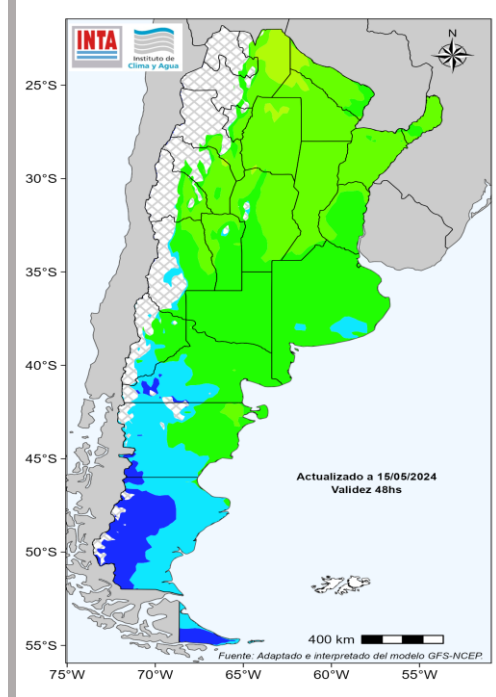 INTA
Instituto de
Clima y Agua
N
25°S
30°S
35°S
40°S
45°S
50°S
55°S
Actualizado a 15/05/2024
Validez 48hs
400 km
Fuente: Adaptado e interpretado del modelo GFS-NCEP.
75°W
70°W
65°W
60°W
55°W